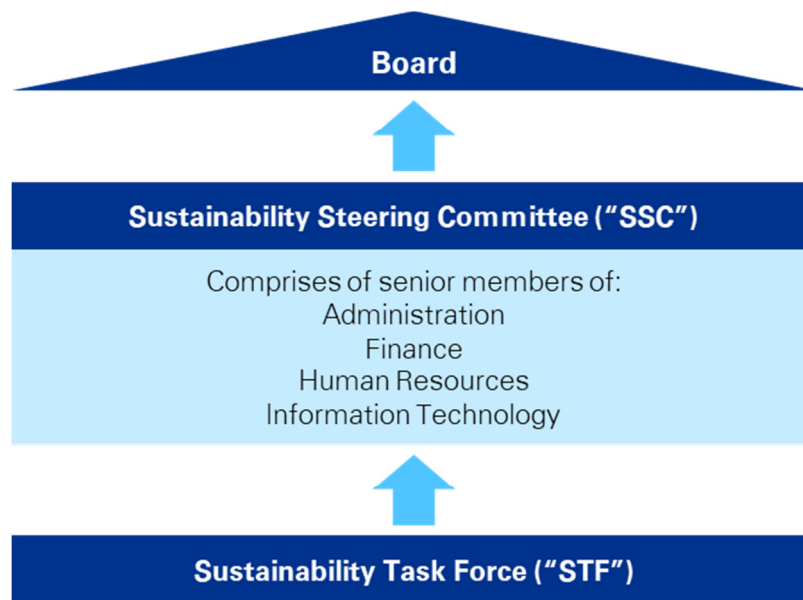 Board
Sustainability Steering Committee (“SSC”)
Comprises of senior members of:
Administration
Finance
Human Resources
Information Technology
Sustainability Task Force (“STF”)